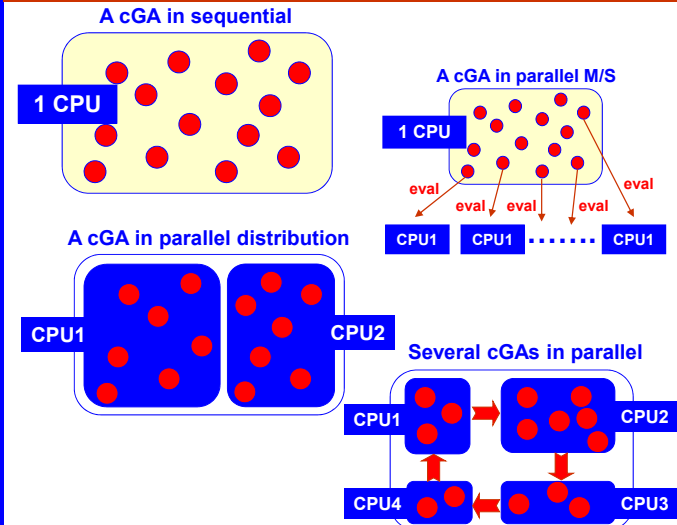 A cGA in sequential
1 CPU
A cGA in parallel M/S
1 CPU
eval
eval
eval
eval
eval
CPU1
CPU1
CPU1
A cGA in parallel distribution
CPU1
CPU2
Several cGAs in parallel
CPU1
CPU2
CPU4
CPU3